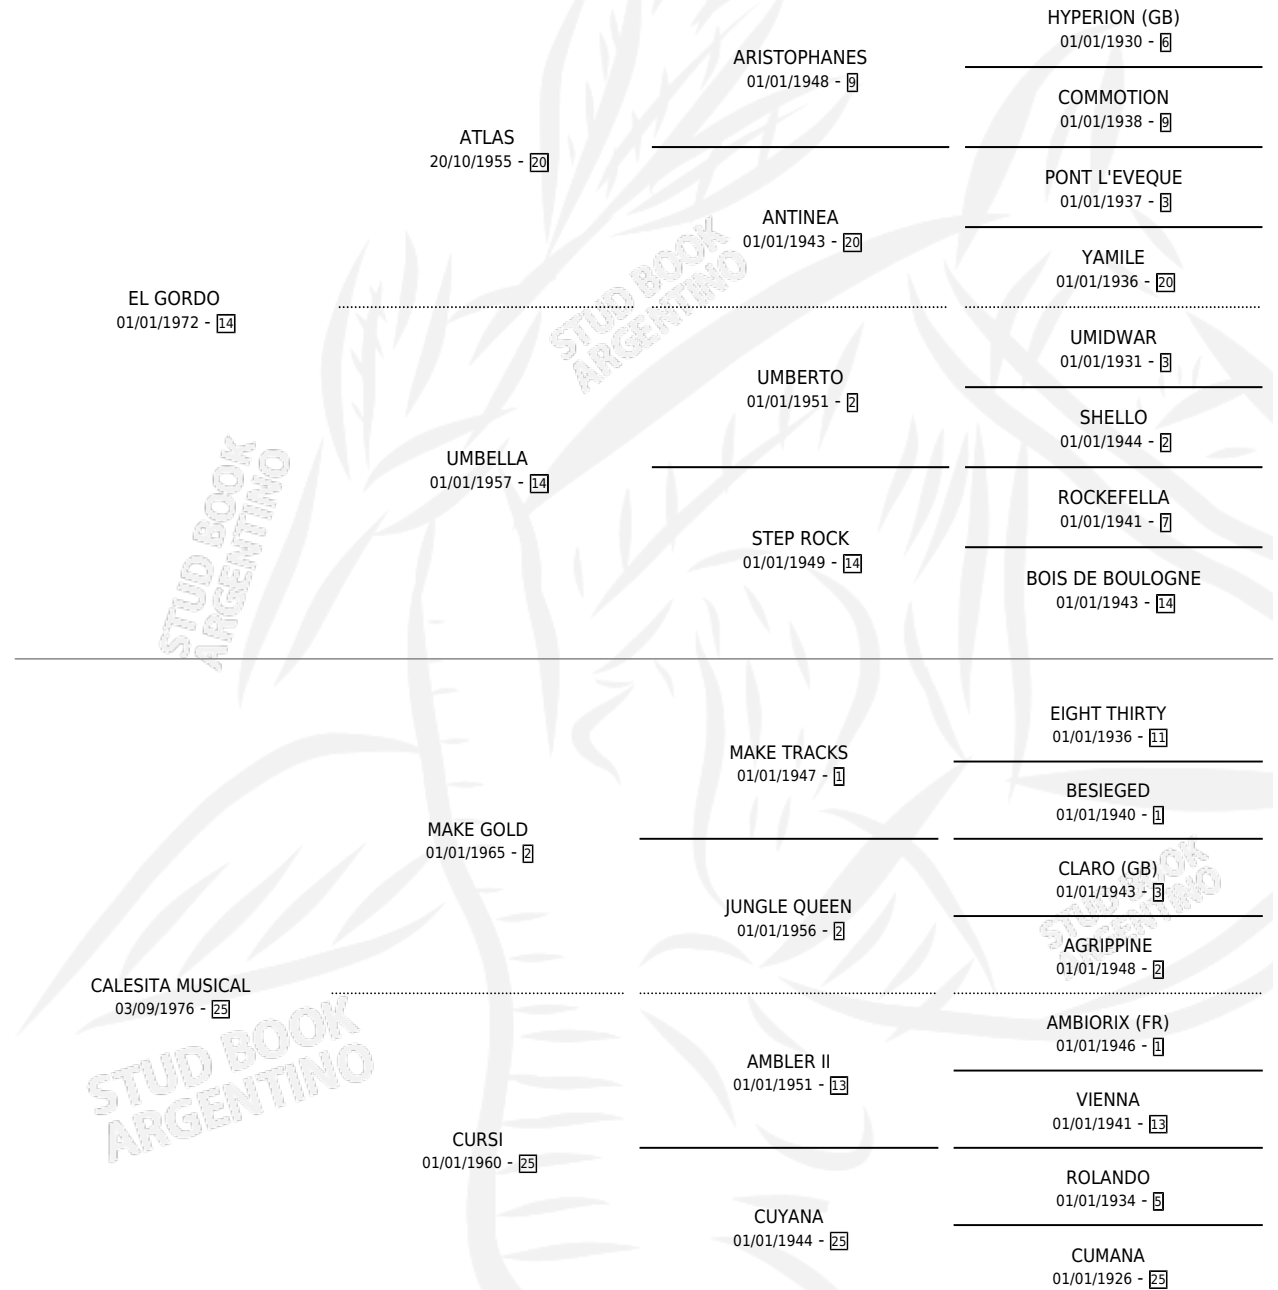 HYPERION (GB)
01/01/1930 - 6
ARISTOPHANES
01/01/1948 - 9
COMMOTION
01/01/1938 - 9
ATLAS
20/10/1955 - 20
PONT L'EVEQUE
01/01/1937 - 3
ANTINEA
01/01/1943 - 20
YAMILE
01/01/1936 - 20
EL GORDO
01/01/1972 - 14
STUD BOOK
ARGENTINO
UMIDWAR
01/01/1931 - 3
UMBERTO
01/01/1951 - 2
SHELLO
01/01/1944 - 2
UMBELLA
01/01/1957 - 14
STUD BOOK
ARGENTINO
ROCKEFELLA
01/01/1941 - 7
STEP ROCK
01/01/1949 - 14
BOIS DE BOULOGNE
01/01/1943 - 14
EIGHT THIRTY
01/01/1936 - 11
MAKE TRACKS
01/01/1947 - 1
BESIEGED
01/01/1940 - 1
MAKE GOLD
01/01/1965 - 2
CLARO (GB)
01/01/1943 - 3
STUD BOOK
ARGENTINO
JUNGLE QUEEN
01/01/1956 - 2
AGRIPPINE
01/01/1948 - 2
CALESITA MUSICAL
03/09/1976 - 25
STUD BOOK
ARGENTINO
AMBIORIX (FR)
01/01/1946 - 1
AMBLER II
01/01/1951 - 13
VIENNA
01/01/1941 - 13
CURSI
01/01/1960 - 25
ROLANDO
01/01/1934 - 5
CUYANA
01/01/1944 - 25
CUMANA
01/01/1926 - 25